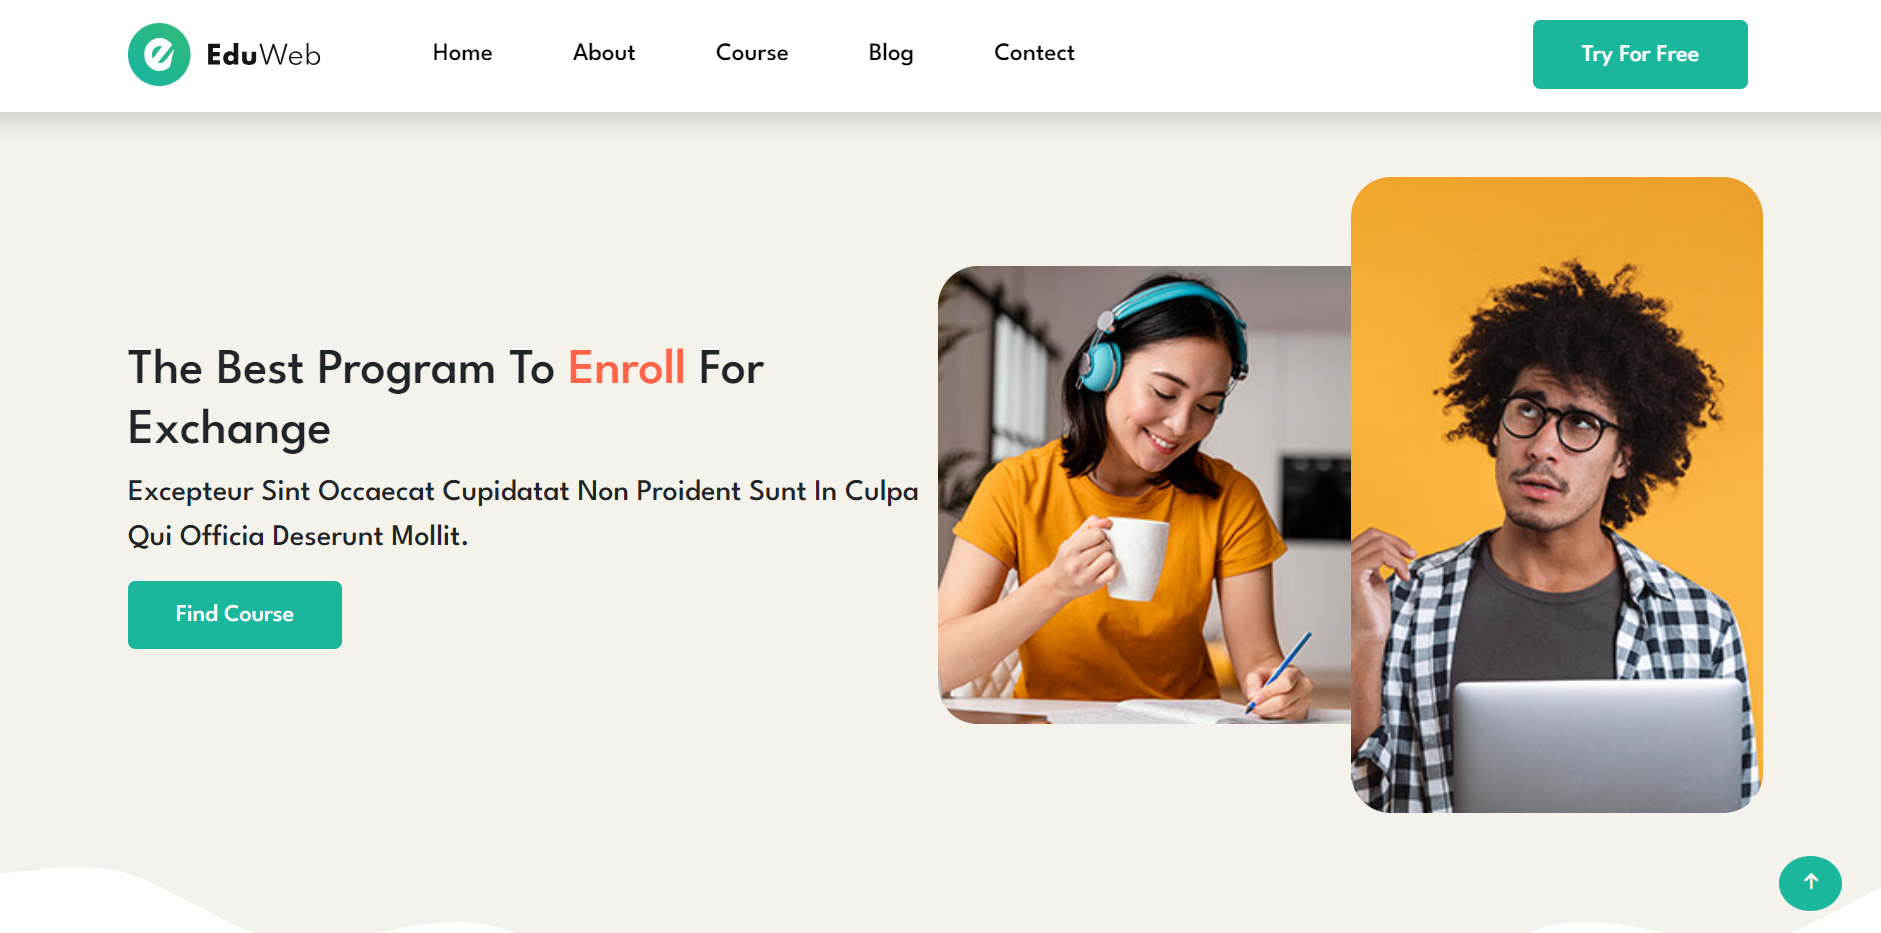 EduWeb
Home
About
Course
Blog
Contect
Try For Free
The Best Program To Enroll For
Exchange
Excepteur Sint Occaecat Cupidatat Non Proident Sunt In Culpa
Qui Officia Deserunt Mollit.
Find Course